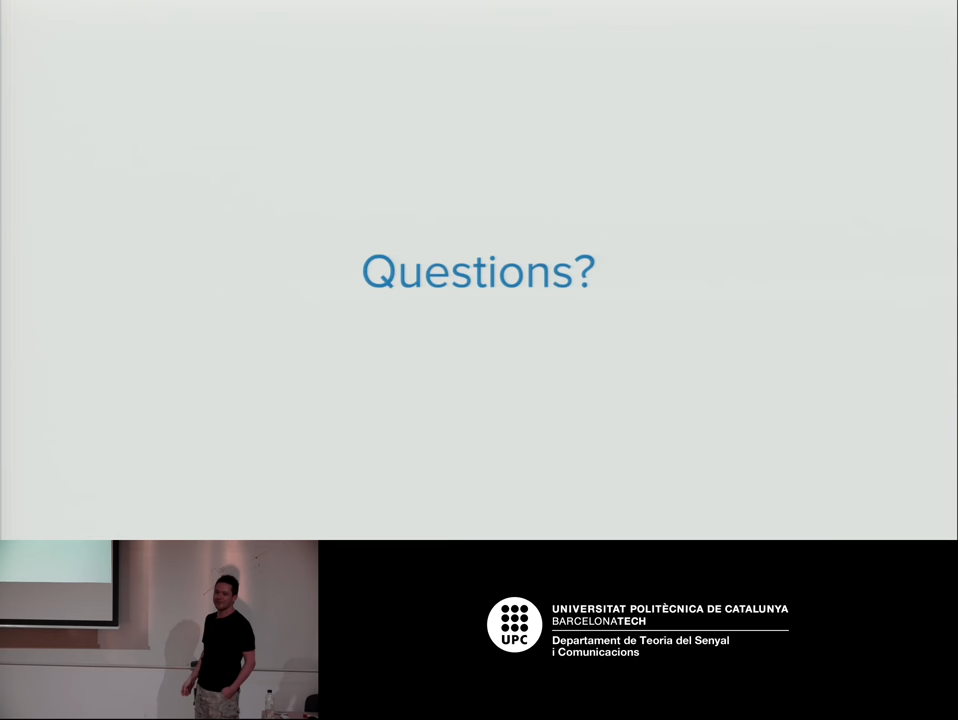 Questions?
UNIVERSITAT POLITÈCNICA DE CATALUNYA
BARCELONATECH
UPC
Departament de Teoria del Senyal
i Comunicacions